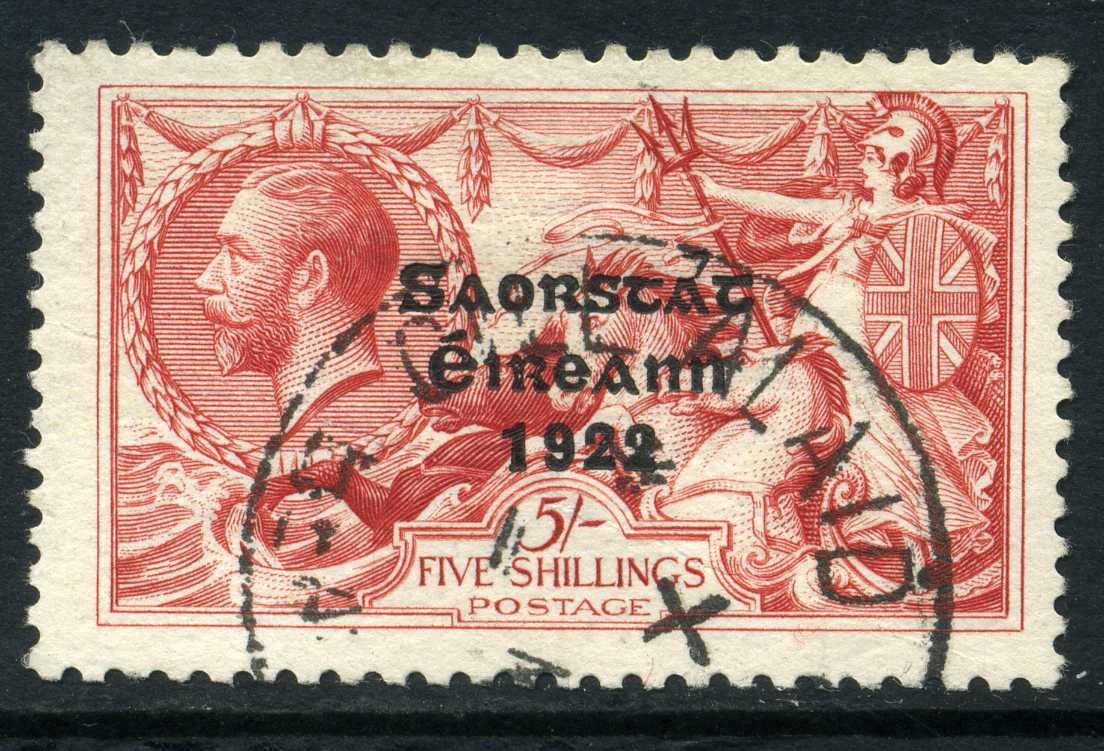 Saorstát
Éireann
1922
5/-
FIVE SHILLINGS
POSTAGE